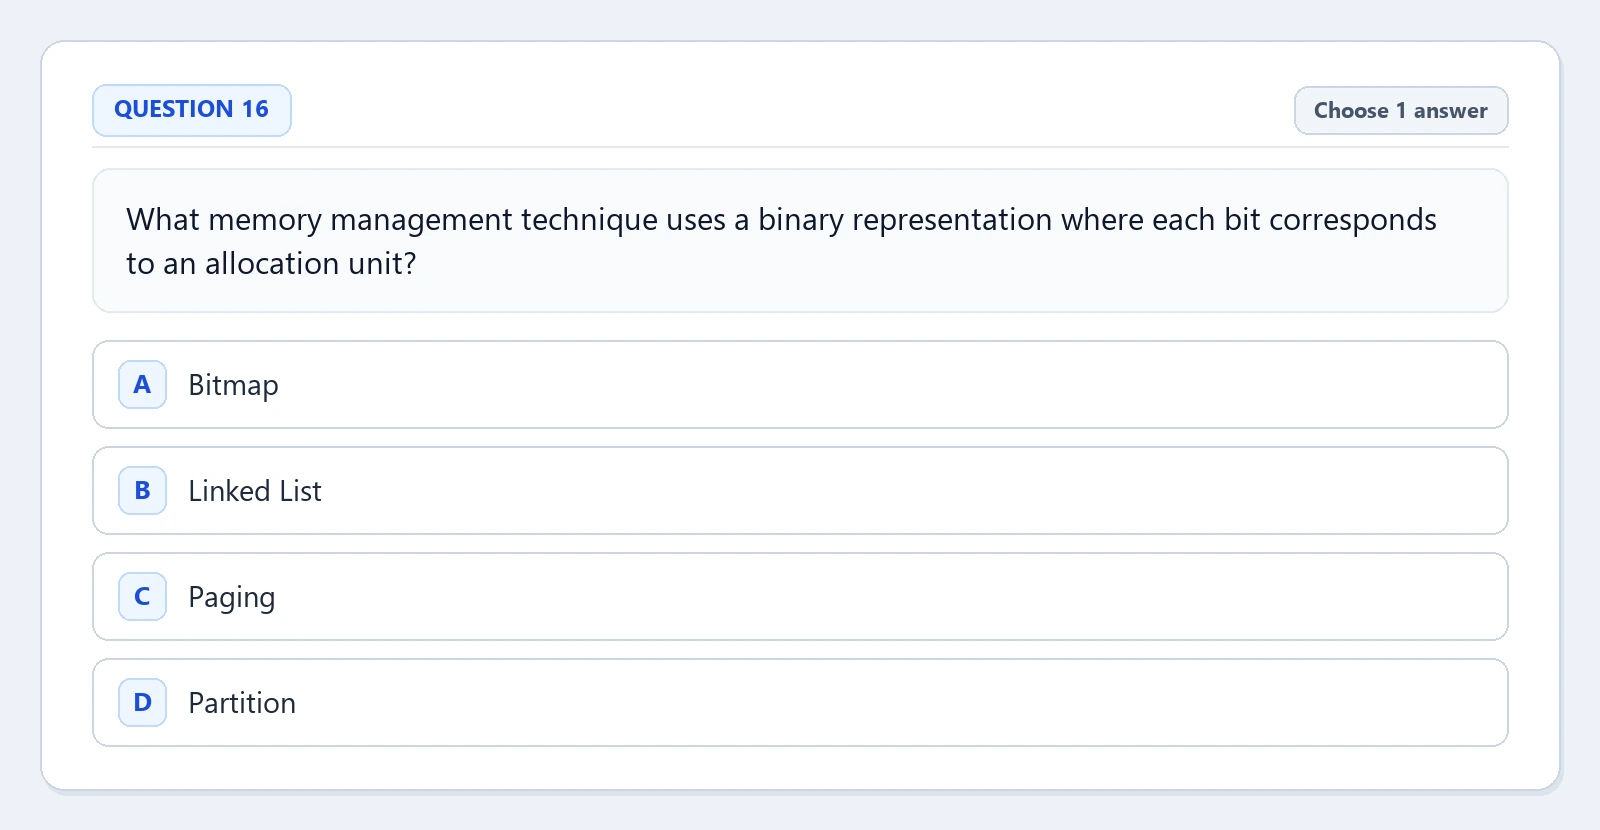 QUESTION 16
Choose 1 answer
What memory management technique uses a binary representation where each bit corresponds
to an allocation unit?
A Bitmap
B Linked List
C Paging
D Partition